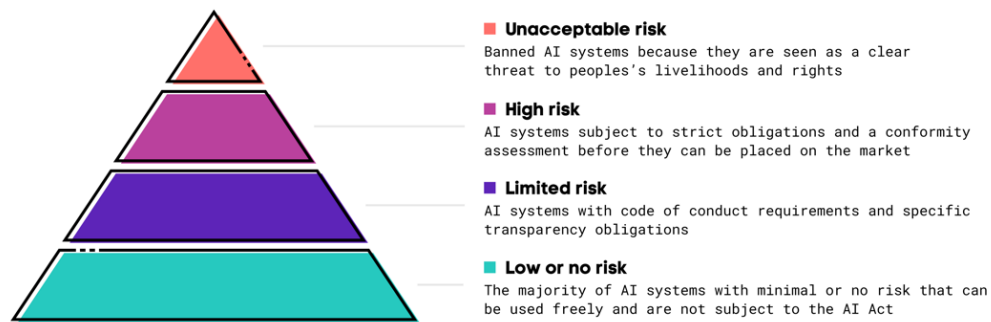 Unacceptable risk
Banned AI systems because they are seen as a clear
threat to peoples's livelihoods and rights
High risk
AI systems subject to strict obligations and a conformity
assessment before they can be placed on the market
Limited risk
AI systems with code of conduct requirements and specific
transparency obligations
Low or no risk
The majority of AI systems with minimal or no risk that can
be used freely and are not subject to the AI Act